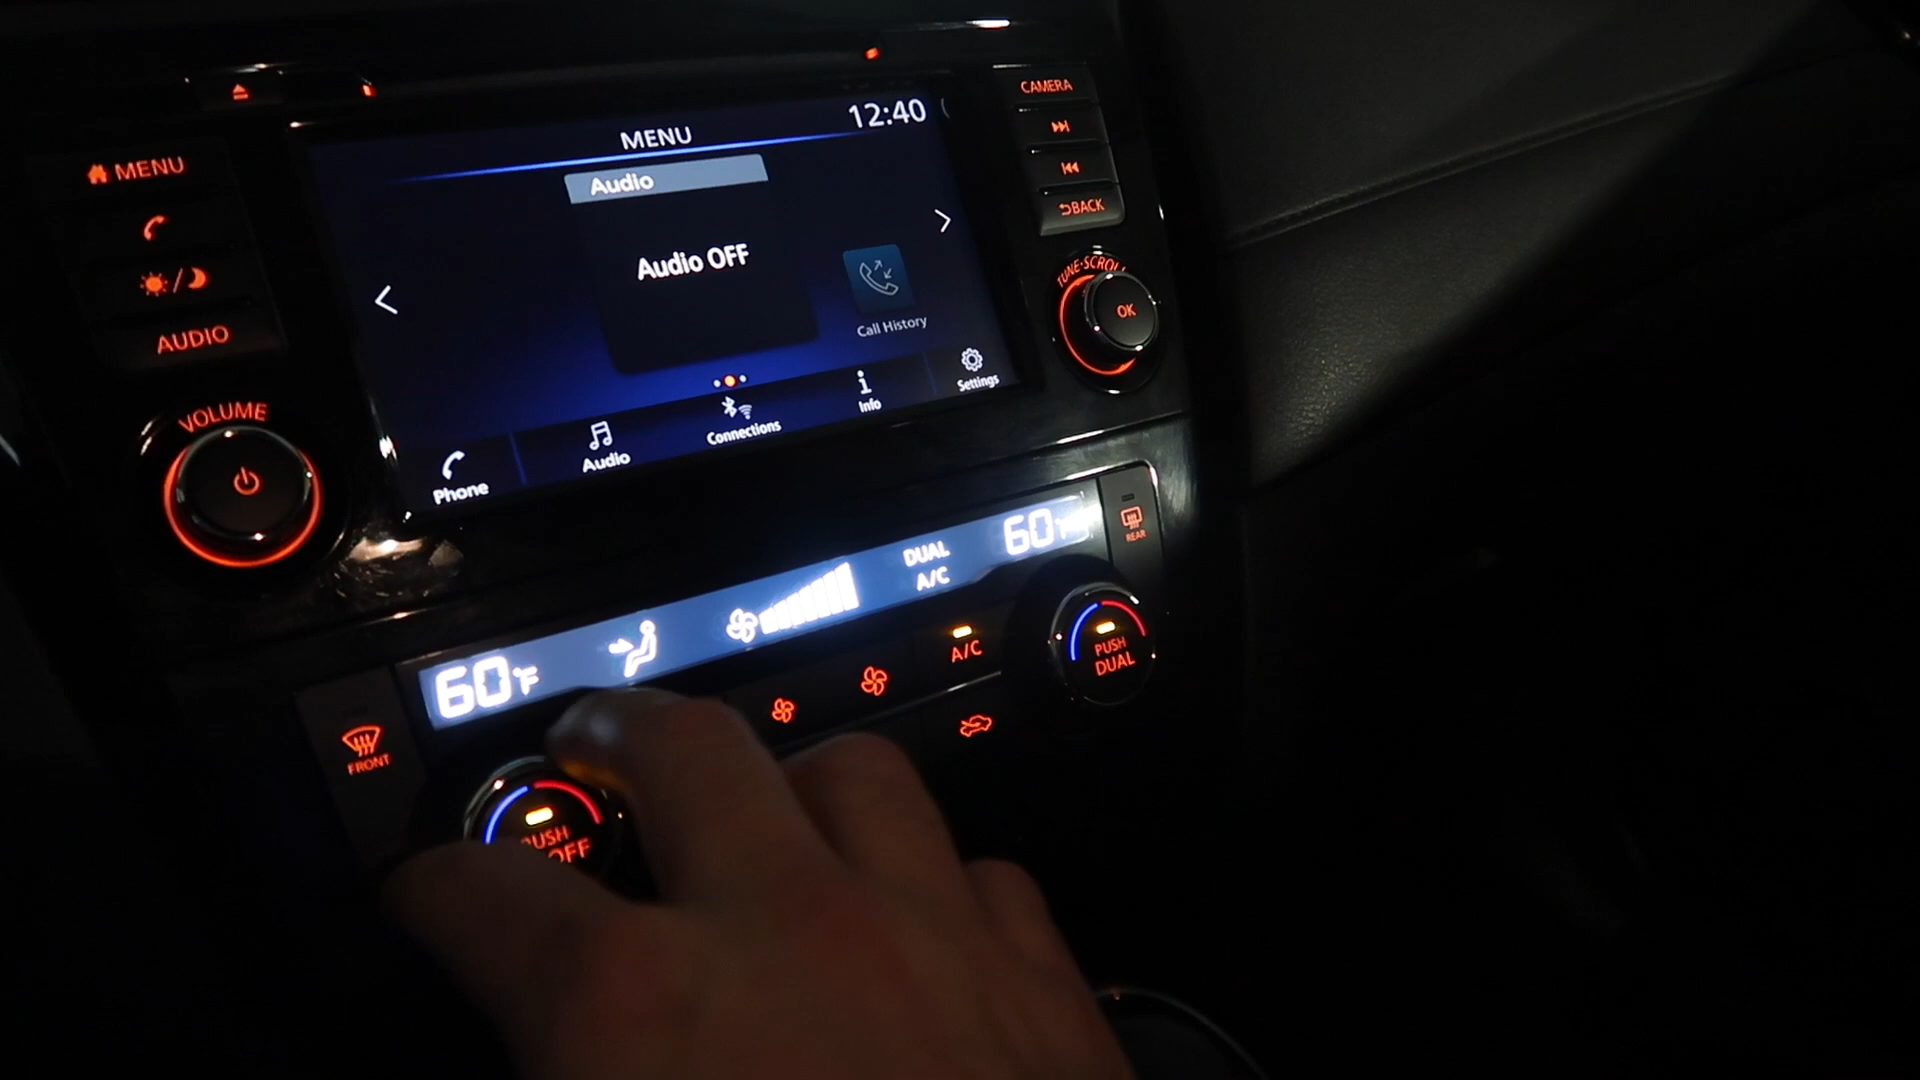 MENU
AUDIO
VOLUME
MENU
12:40
Audio
Audio OFF
Call History
Phone
Audio
Connections
Info
Settings
CAMERA
BACK
TUNE·SCROLL
OK
60°F
DUAL
A/C
60°F
REAR
FRONT
A/C
PUSH
DUAL
PUSH
OFF